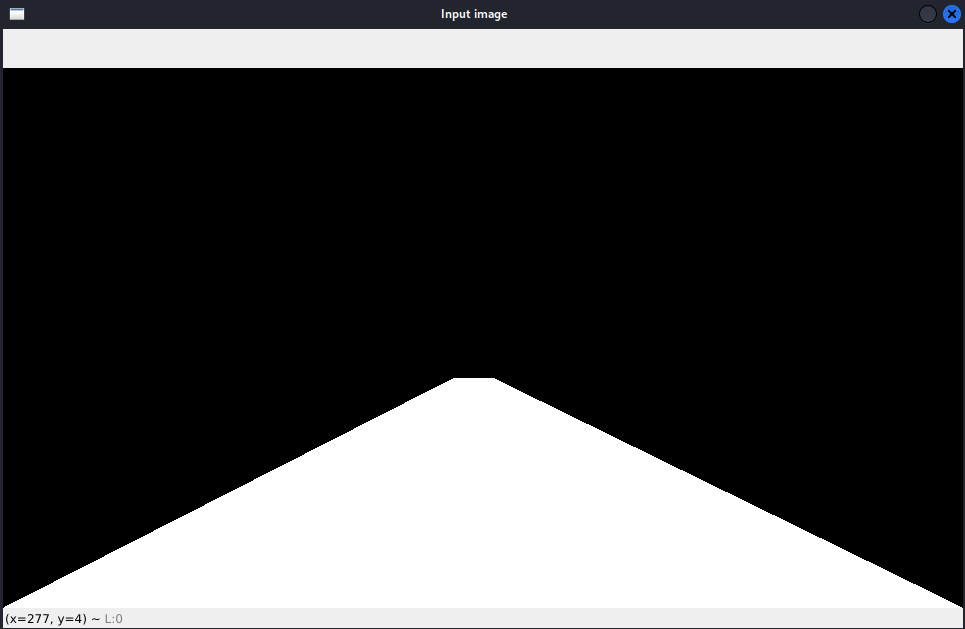 Input image
(x=277, y=4) ~ L:0